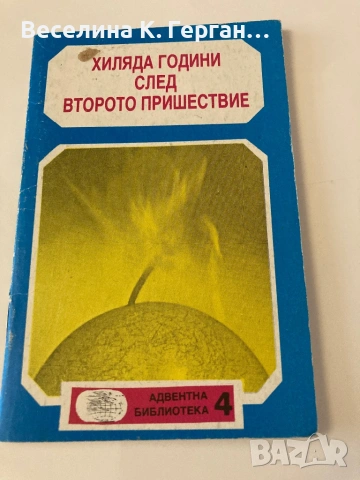 Веселина К. Герган...
ХИЛЯДА ГОДИНИ
СЛЕД
ВТОРОТО ПРИШЕСТВИЕ
АДВЕНТНА
БИБЛИОТЕКА 4
BAZAR